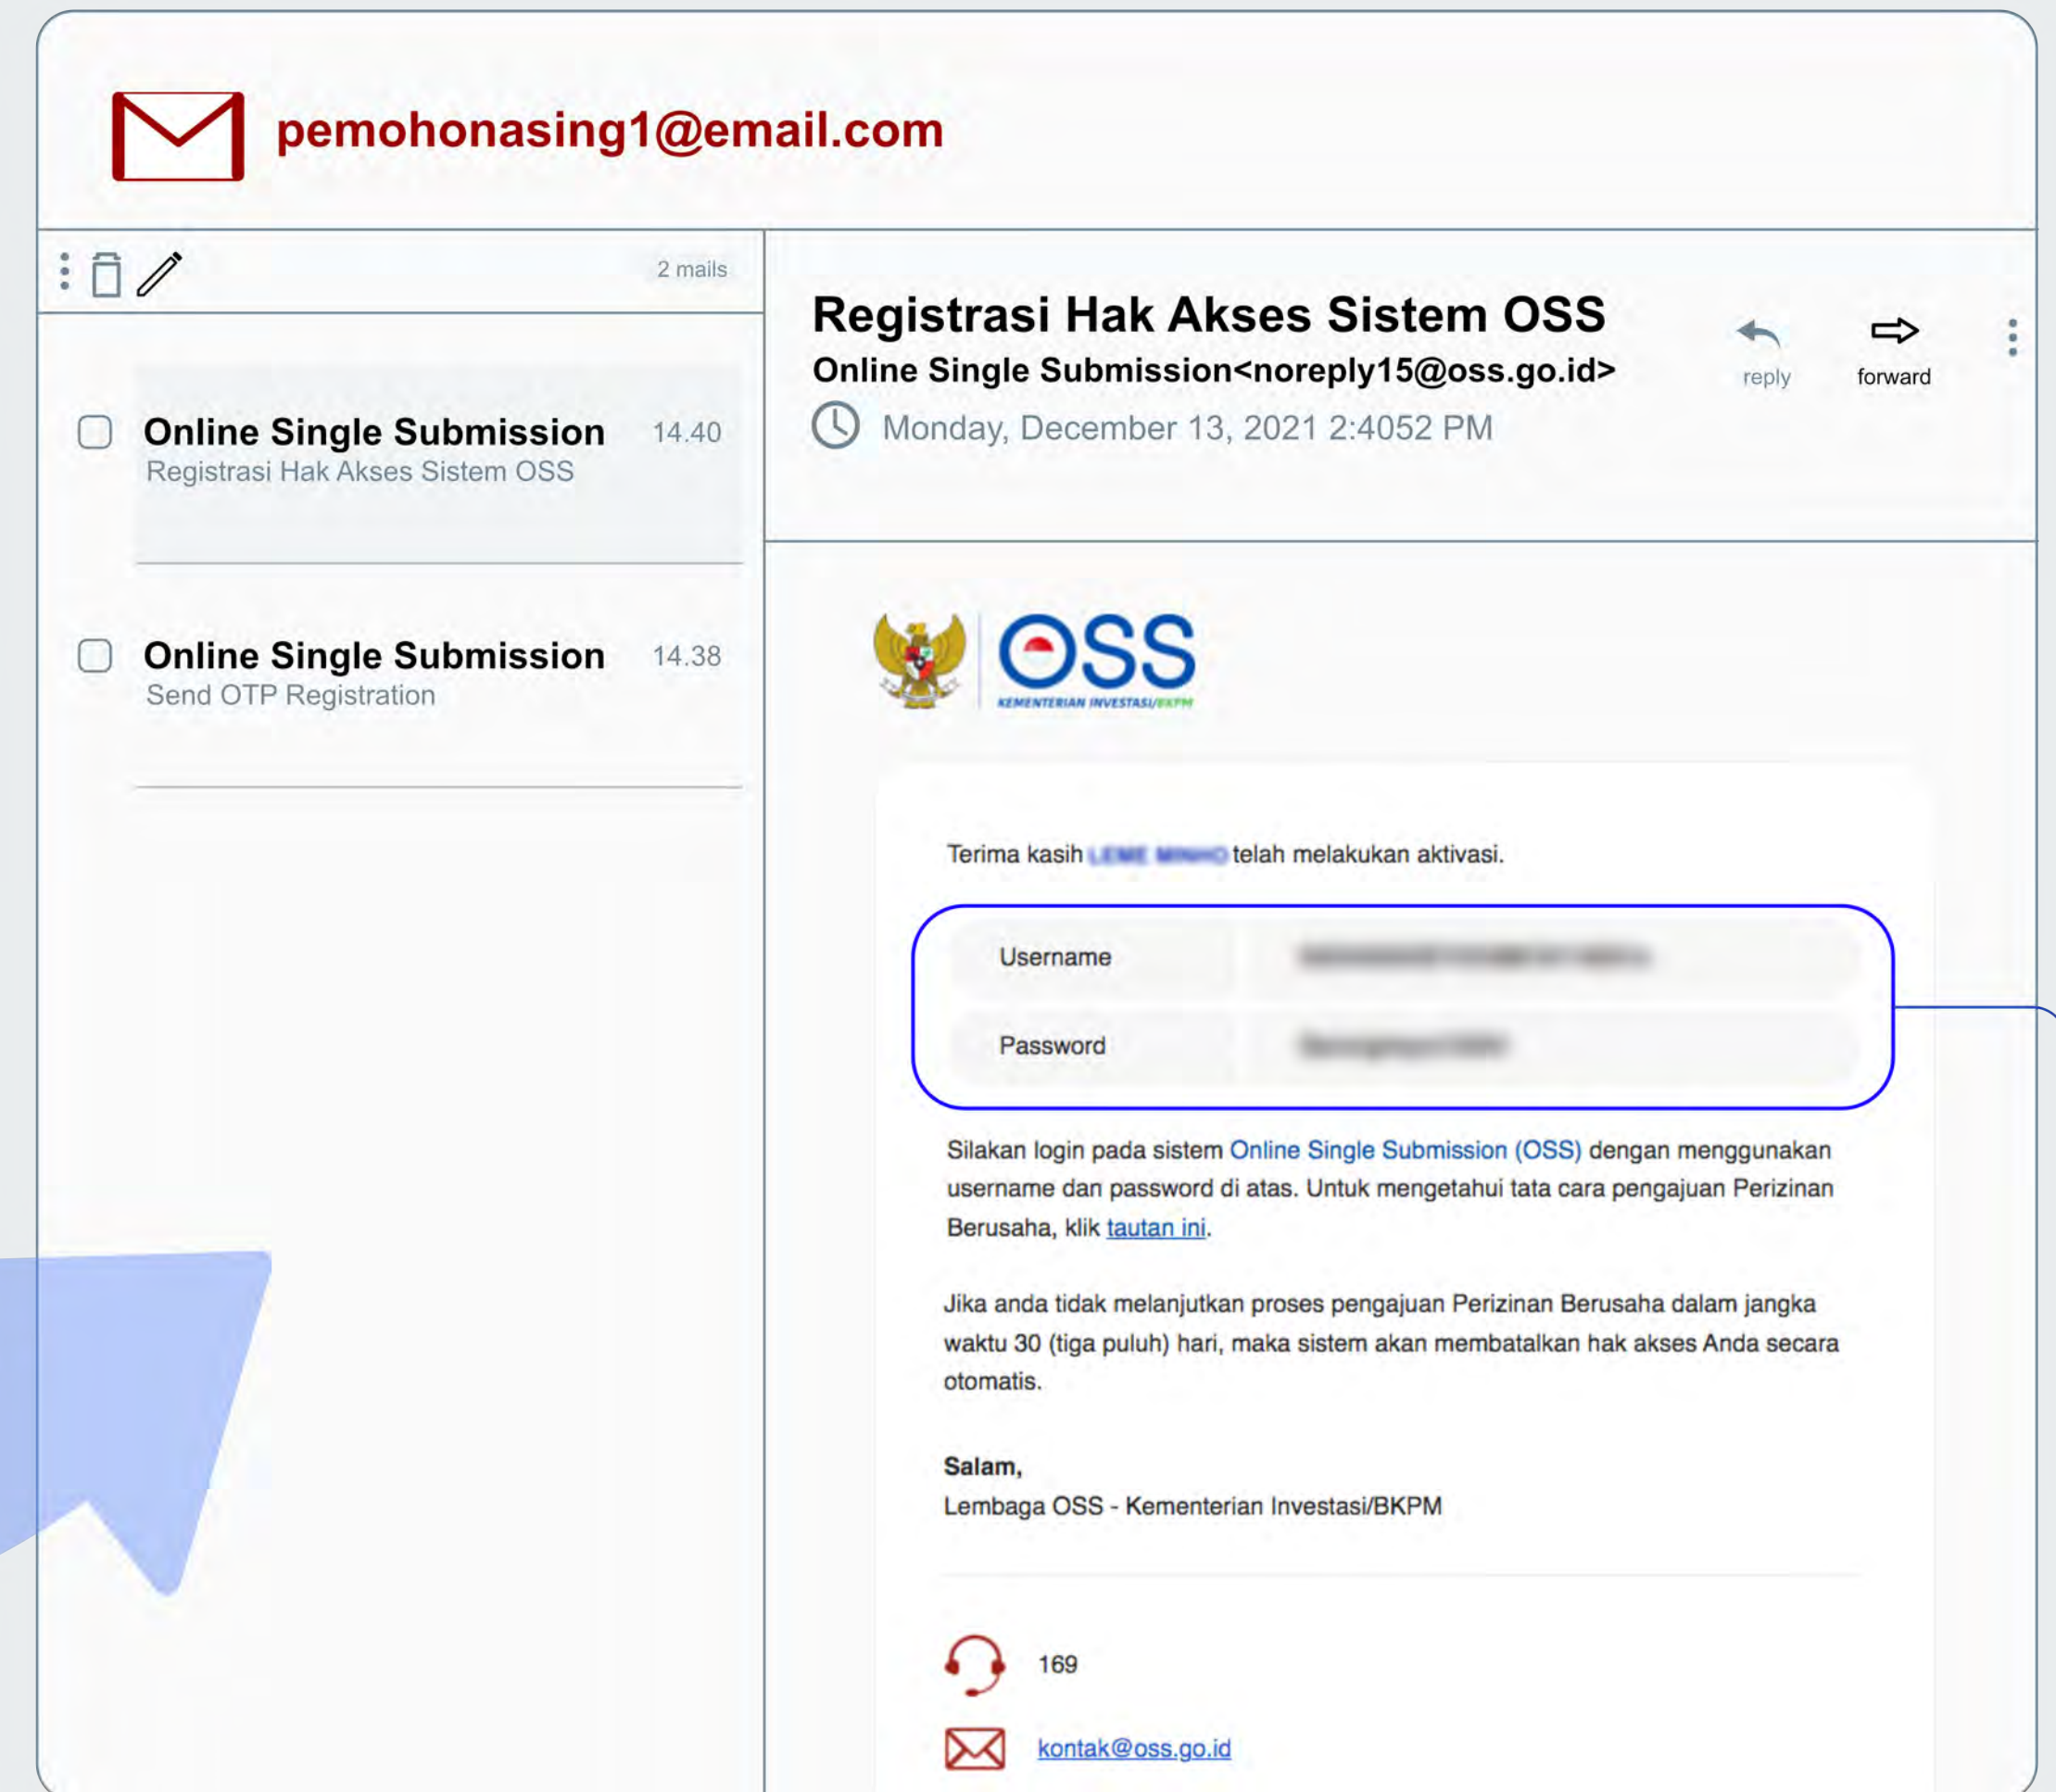 pemohonasing1@email.com
2 mails
Online Single Submission 14.40
Registrasi Hak Akses Sistem OSS
Online Single Submission 14.38
Send OTP Registration
Registrasi Hak Akses Sistem OSS
Online Single Submission<noreply15@oss.go.id>
Monday, December 13, 2021 2:4052 PM
reply
forward
OSS
KEMENTERIAN INVESTASI/BKPM
Terima kasih telah melakukan aktivasi.
Username
Password
Silakan login pada sistem Online Single Submission (OSS) dengan menggunakan
username dan password di atas. Untuk mengetahui tata cara pengajuan Perizinan
Berusaha, klik tautan ini.
Jika anda tidak melanjutkan proses pengajuan Perizinan Berusaha dalam jangka
waktu 30 (tiga puluh) hari, maka sistem akan membatalkan hak akses Anda secara
otomatis.
Salam,
Lembaga OSS - Kementerian Investasi/BKPM
169
kontak@oss.go.id